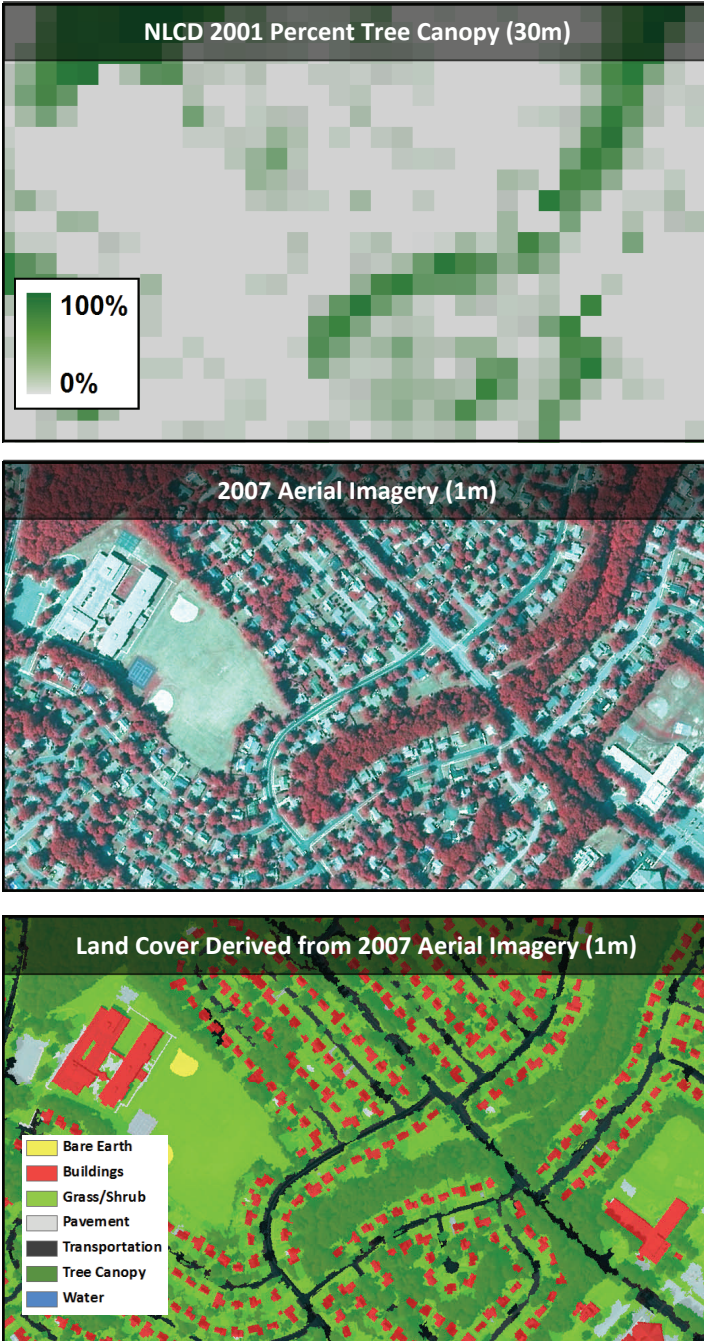 NLCD 2001 Percent Tree Canopy (30m)
100%
0%
2007 Aerial Imagery (1m)
Land Cover Derived from 2007 Aerial Imagery (1m)
Bare Earth
Buildings
Grass/Shrub
Pavement
Transportation
Tree Canopy
Water